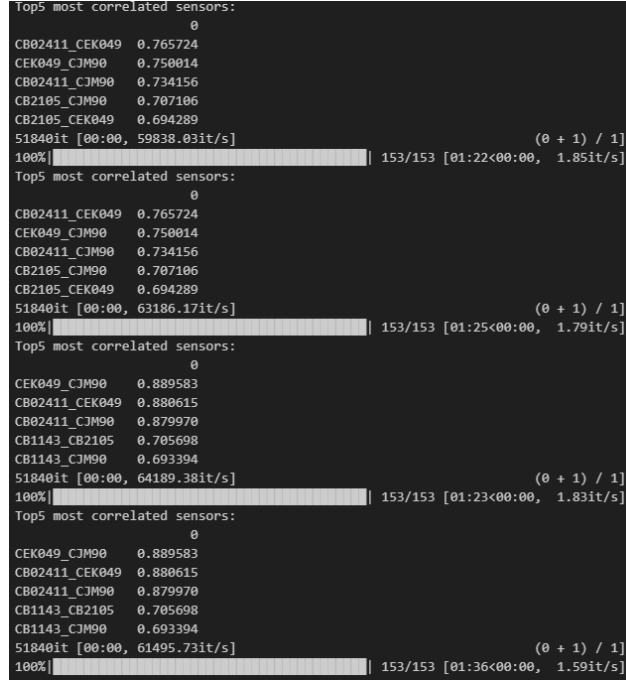 Top5 most correlated sensors:
0
CB02411_CEK049 0.765724
CEK049_CJM90 0.750014
CB02411_CJM90 0.734156
CB2105_CJM90 0.707106
CB2105_CEK049 0.694289
51840it [00:00, 59838.03it/s] (0 + 1) / 1]
100%| | 153/153 [01:22<00:00, 1.85it/s]
Top5 most correlated sensors:
0
CB02411_CEK049 0.765724
CEK049_CJM90 0.750014
CB02411_CJM90 0.734156
CB2105_CJM90 0.707106
CB2105_CEK049 0.694289
51840it [00:00, 63186.17it/s] (0 + 1) / 1]
100%| | 153/153 [01:25<00:00, 1.79it/s]
Top5 most correlated sensors:
0
CEK049_CJM90 0.889583
CB02411_CEK049 0.880615
CB02411_CJM90 0.879970
CB1143_CB2105 0.705698
CB1143_CJM90 0.693394
51840it [00:00, 64189.38it/s] (0 + 1) / 1]
100%| | 153/153 [01:23<00:00, 1.83it/s]
Top5 most correlated sensors:
0
CEK049_CJM90 0.889583
CB02411_CEK049 0.880615
CB02411_CJM90 0.879970
CB1143_CB2105 0.705698
CB1143_CJM90 0.693394
51840it [00:00, 61495.73it/s] (0 + 1) / 1]
100%| | 153/153 [01:36<00:00, 1.59it/s]